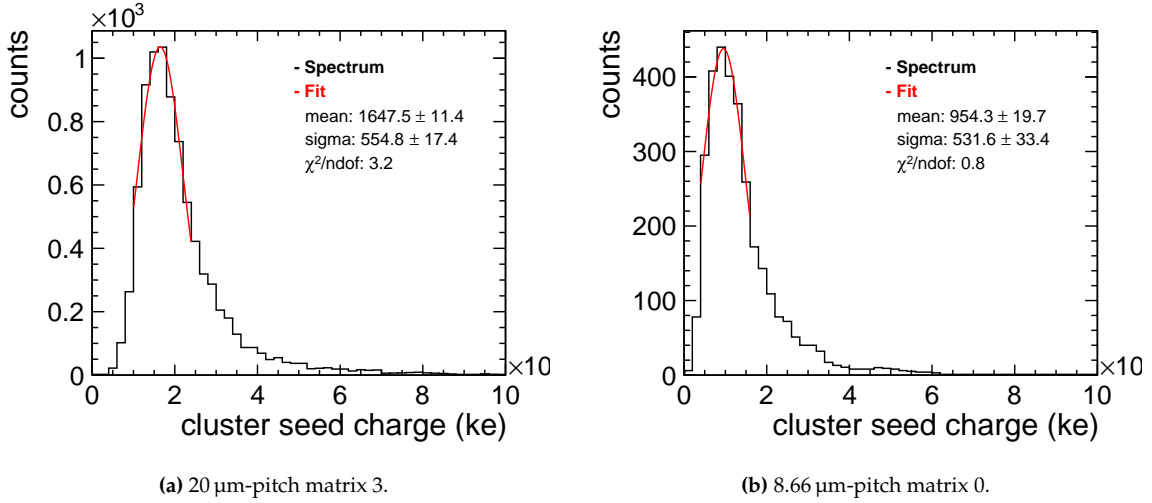 ×10³
counts
1
0.8
0.6
0.4
0.2
0
- Spectrum
- Fit
mean: 1647.5 ± 11.4
sigma: 554.8 ± 17.4
χ²/ndof: 3.2
×10
0 2 4 6 8 10
cluster seed charge (ke)
(a) 20 µm-pitch matrix 3.
counts
400
300
200
100
0
- Spectrum
- Fit
mean: 954.3 ± 19.7
sigma: 531.6 ± 33.4
χ²/ndof: 0.8
×10
0 2 4 6 8 10
cluster seed charge (ke)
(b) 8.66 µm-pitch matrix 0.